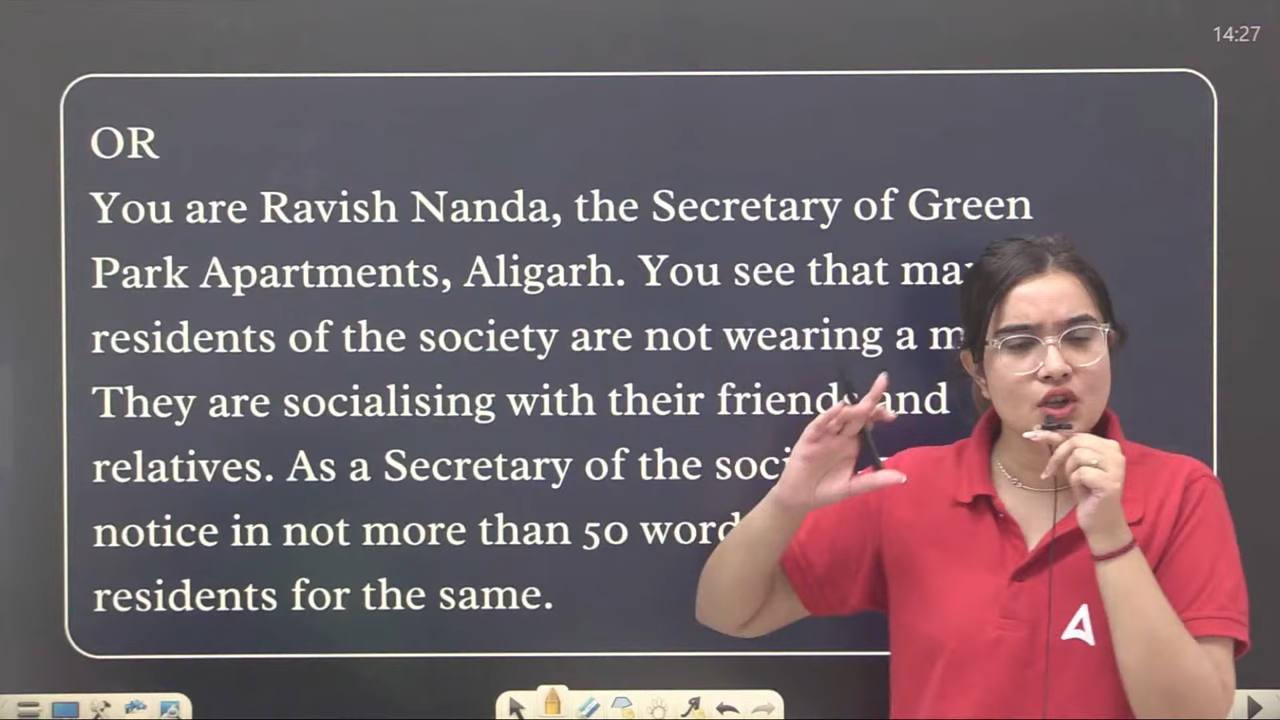 14:27
OR
You are Ravish Nanda, the Secretary of Green
Park Apartments, Aligarh. You see that
residents of the society are not wearing a
They are socialising with their friends and
relatives. As a Secretary of the
notice in not more than 50
residents for the same.